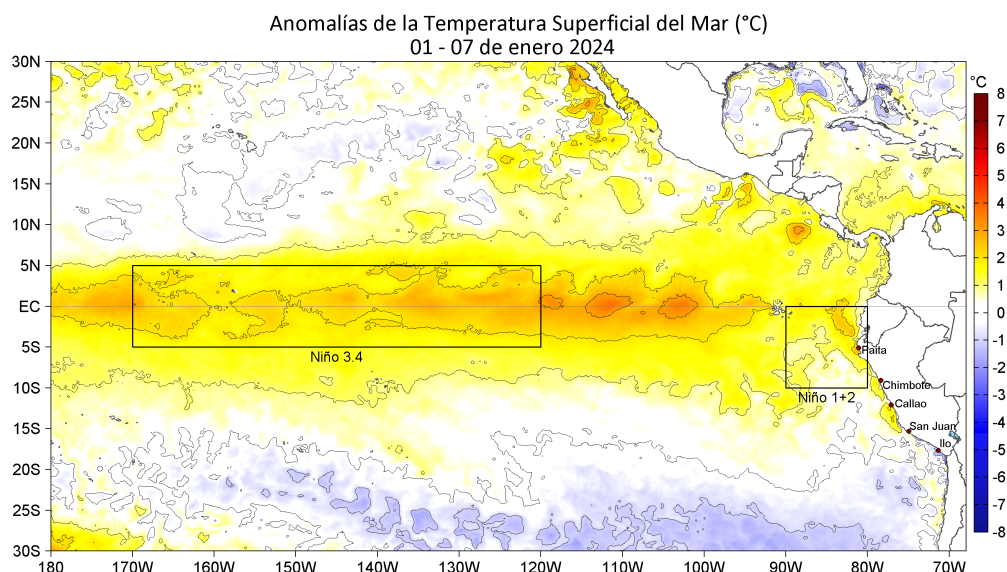 Anomalías de la Temperatura Superficial del Mar (°C)
01 - 07 de enero 2024
30N
25N
20N
15N
10N
5N
EC
5S
10S
15S
20S
25S
30S
180
170W
160W
150W
140W
130W
120W
110W
100W
90W
80W
70W
Niño 3.4
Niño 1+2
Paita
Chimbote
Callao
San Juan
Ilo
°C
8
7
6
5
4
3
2
1
0
-1
-2
-3
-4
-5
-6
-7
-8